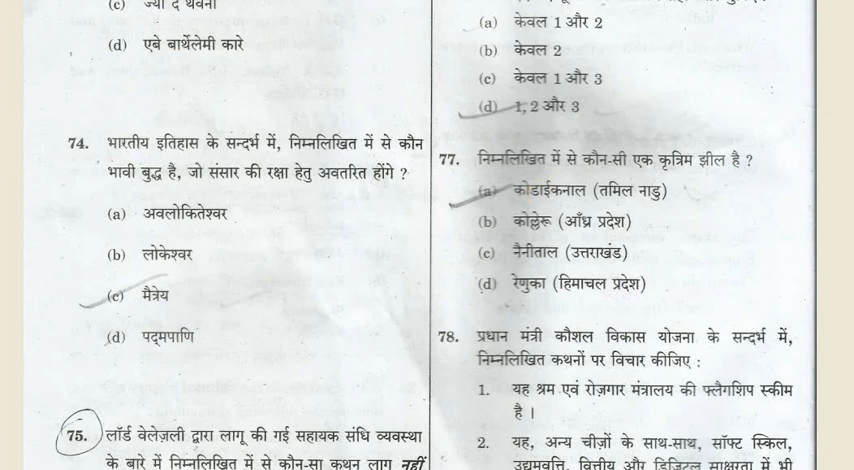 (c) ज्याँ द थेवेनो
(d) एबे बार्थेलेमी कारे
74. भारतीय इतिहास के सन्दर्भ में, निम्नलिखित में से कौन
भावी बुद्ध है, जो संसार की रक्षा हेतु अवतरित होंगे ?
(a) अवलोकितेश्वर
(b) लोकेश्वर
(c) मैत्रेय
(d) पद्मपाणि
75. लॉर्ड वेलेज़ली द्वारा लागू की गई सहायक संधि व्यवस्था
के बारे में निम्नलिखित में से कौन-सा कथन लागू नहीं
(a) केवल 1 और 2
(b) केवल 2
(c) केवल 1 और 3
(d) 1, 2 और 3
77. निम्नलिखित में से कौन-सी एक कृत्रिम झील है ?
(a) कोडाईकनाल (तमिल नाडु)
(b) कोल्लेरू (आँध्र प्रदेश)
(c) नैनीताल (उत्तराखंड)
(d) रेणुका (हिमाचल प्रदेश)
78. प्रधान मंत्री कौशल विकास योजना के सन्दर्भ में,
निम्नलिखित कथनों पर विचार कीजिए :
1. यह श्रम एवं रोज़गार मंत्रालय की फ्लैगशिप स्कीम
है ।
2. यह, अन्य चीज़ों के साथ-साथ, सॉफ्ट स्किल,
उद्यमवृत्ति, वित्तीय और डिजिटल साक्षरता में भी